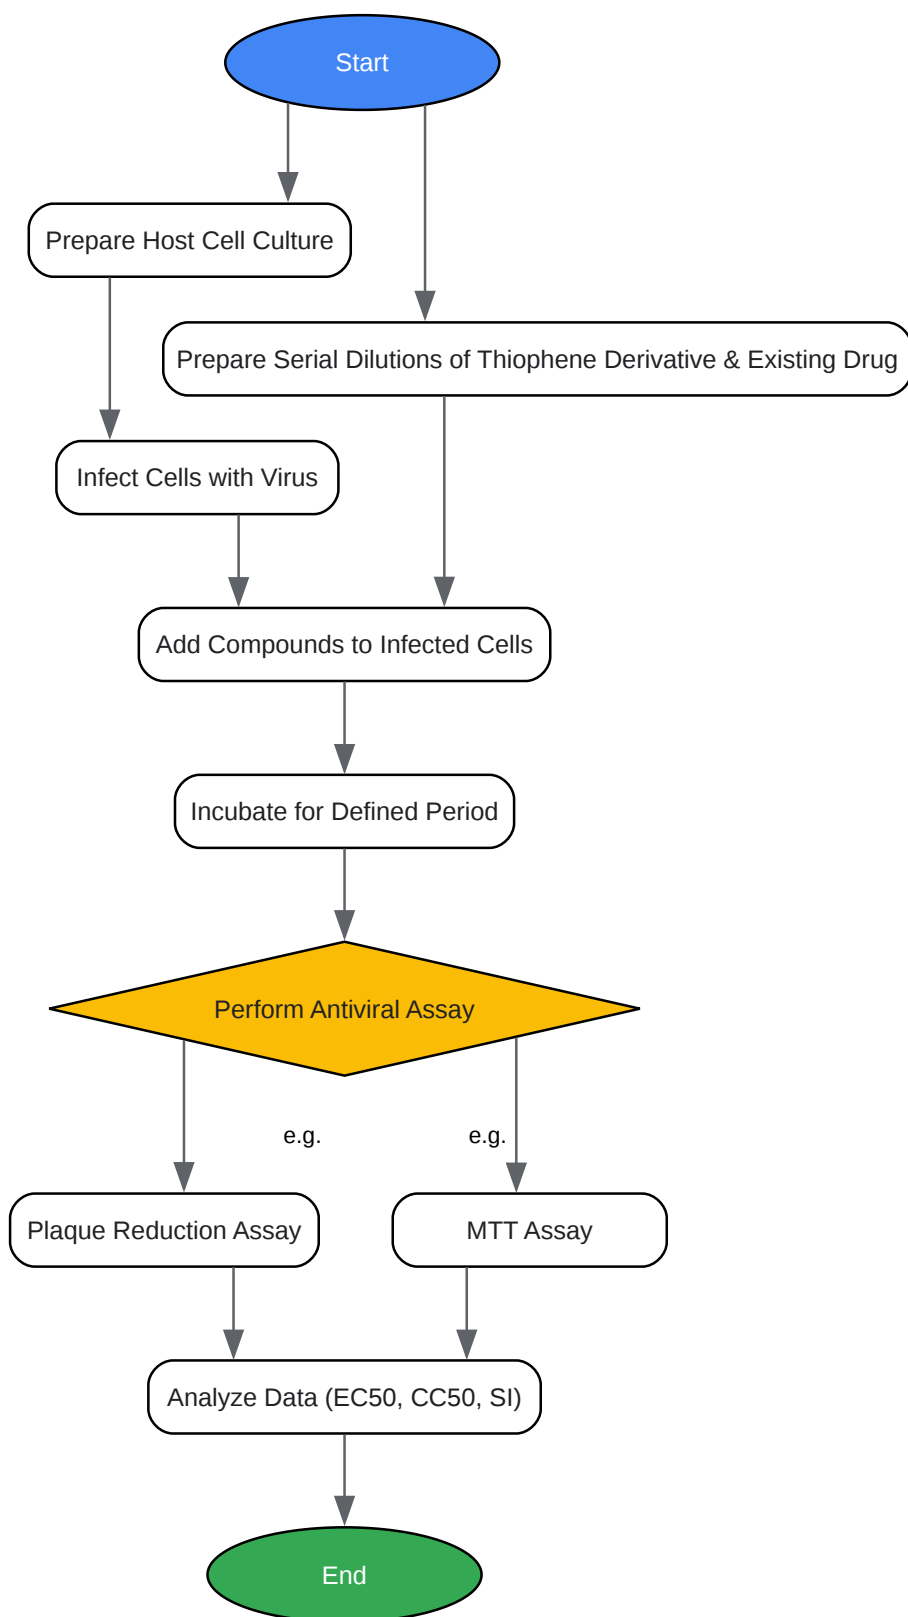 Start
Prepare Host Cell Culture
Prepare Serial Dilutions of Thiophene Derivative & Existing Drug
Infect Cells with Virus
Add Compounds to Infected Cells
Incubate for Defined Period
Perform Antiviral Assay
e.g.
e.g.
Plaque Reduction Assay
MTT Assay
Analyze Data (EC50, CC50, SI)
End